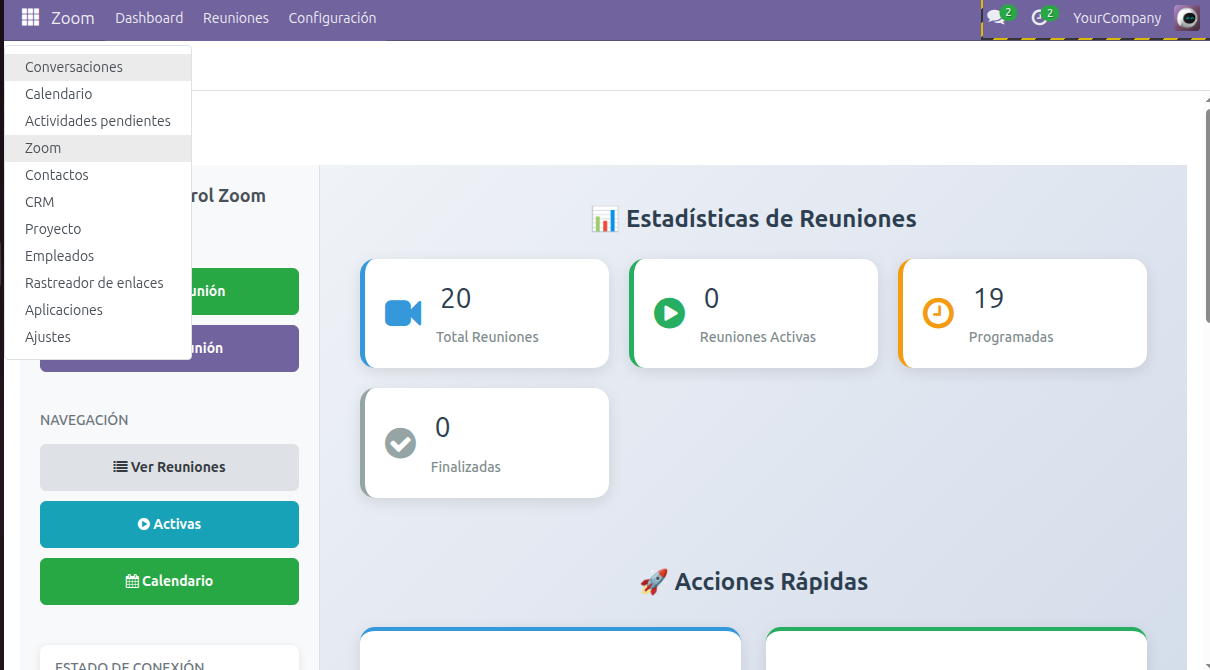 Zoom Dashboard Reuniones Configuración 2 2 YourCompany
Conversaciones
Calendario
Actividades pendientes
Zoom
Contactos
CRM
Proyecto
Empleados
Rastreador de enlaces
Aplicaciones
Ajustes
rol Zoom
unión
unión
NAVEGACIÓN
Ver Reuniones
Activas
Calendario
ESTADO DE CONEXIÓN
Estadísticas de Reuniones
20
Total Reuniones
0
Reuniones Activas
19
Programadas
0
Finalizadas
Acciones Rápidas